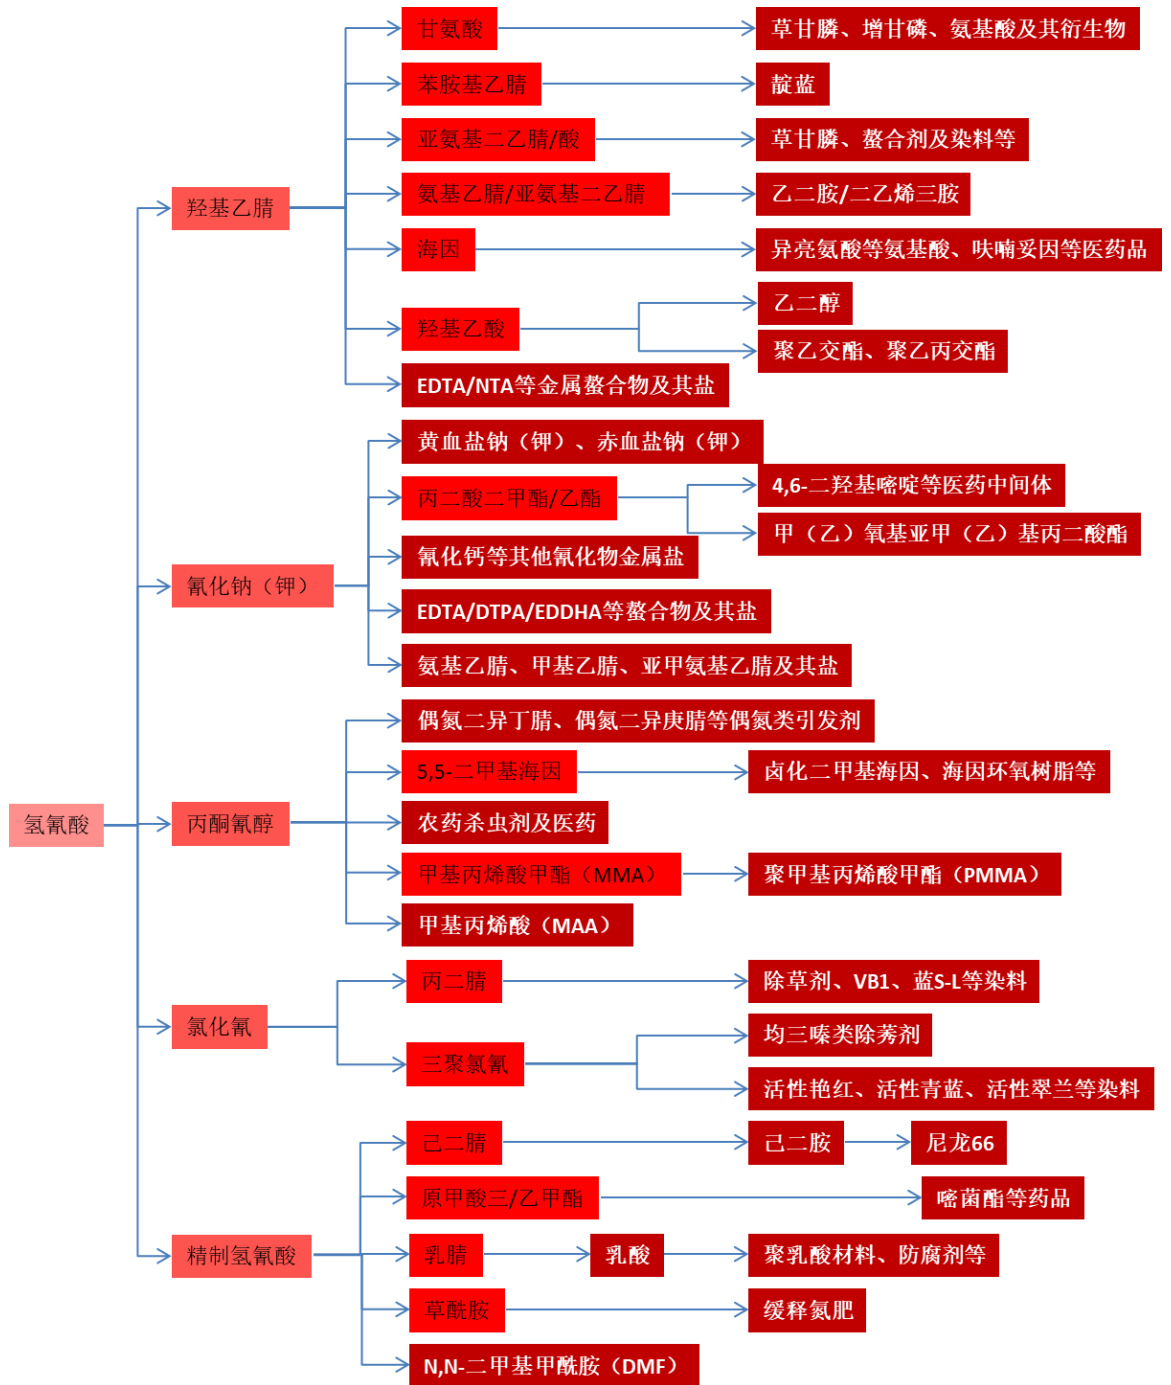 甘氨酸
草甘膦、增甘磷、氨基酸及其衍生物
苯胺基乙腈
靛蓝
亚氨基二乙腈/酸
草甘膦、螯合剂及染料等
氨基乙腈/亚氨基二乙腈
乙二胺/二乙烯三胺
羟基乙腈
海因
异亮氨酸等氨基酸、呋喃妥因等医药品
羟基乙酸
乙二醇
聚乙交酯、聚乙丙交酯
EDTA/NTA等金属螯合物及其盐
黄血盐钠（钾）、赤血盐钠（钾）
丙二酸二甲酯/乙酯
4,6-二羟基嘧啶等医药中间体
甲（乙）氧基亚甲（乙）基丙二酸酯
氰化钙等其他氰化物金属盐
氰化钠（钾）
EDTA/DTPA/EDDHA等螯合物及其盐
氨基乙腈、甲基乙腈、亚甲氨基乙腈及其盐
偶氮二异丁腈、偶氮二异庚腈等偶氮类引发剂
5,5-二甲基海因
卤化二甲基海因、海因环氧树脂等
氢氰酸
丙酮氰醇
农药杀虫剂及医药
甲基丙烯酸甲酯（MMA）
聚甲基丙烯酸甲酯（PMMA）
甲基丙烯酸（MAA）
丙二腈
除草剂、VB1、蓝S-L等染料
氯化氰
三聚氯氰
均三嗪类除莠剂
活性艳红、活性青蓝、活性翠兰等染料
己二腈
己二胺
尼龙66
原甲酸三/乙甲酯
嘧菌酯等药品
精制氢氰酸
乳腈
乳酸
聚乳酸材料、防腐剂等
草酰胺
缓释氮肥
N,N-二甲基甲酰胺（DMF）